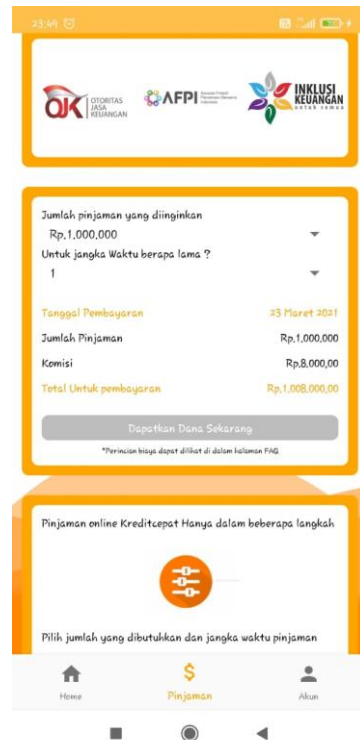 23:49
OJK OTORITAS JASA KEUANGAN
AFPI
INKLUSI KEUANGAN untuk semua
Jumlah pinjaman yang diinginkan
Rp.1,000,000
Untuk jangka Waktu berapa lama ?
1
Tanggal Pembayaran 23 Maret 2021
Jumlah Pinjaman Rp.1,000,000
Komisi Rp.8,000,00
Total Untuk pembayaran Rp.1,008,000,00
Dapatkan Dana Sekarang
*Perincian biaya dapat dilihat di dalam halaman FAQ
Pinjaman online Kreditcepat Hanya dalam beberapa langkah
Pilih jumlah yang dibutuhkan dan jangka waktu pinjaman
Home Pinjaman Akun